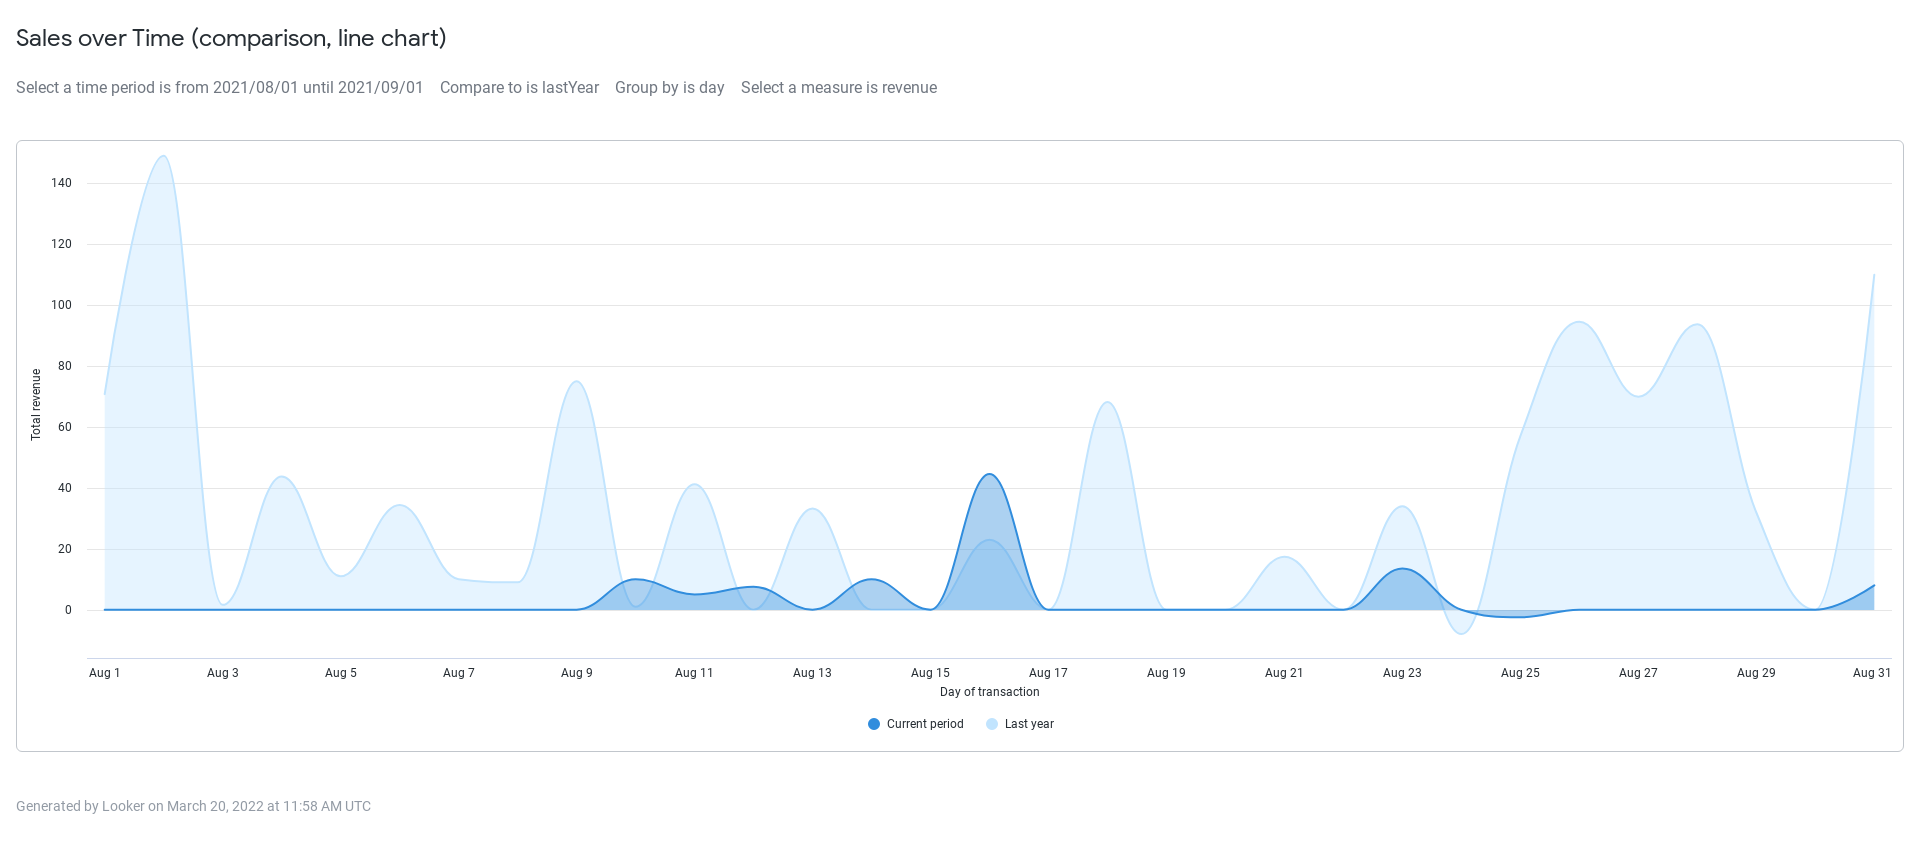 Sales over Time (comparison, line chart)
Select a time period is from 2021/08/01 until 2021/09/01 Compare to is lastYear Group by is day Select a measure is revenue
140
120
100
80
60
40
20
0
Total revenue
Aug 1 Aug 3 Aug 5 Aug 7 Aug 9 Aug 11 Aug 13 Aug 15 Aug 17 Aug 19 Aug 21 Aug 23 Aug 25 Aug 27 Aug 29 Aug 31
Day of transaction
Current period Last year
Generated by Looker on March 20, 2022 at 11:58 AM UTC